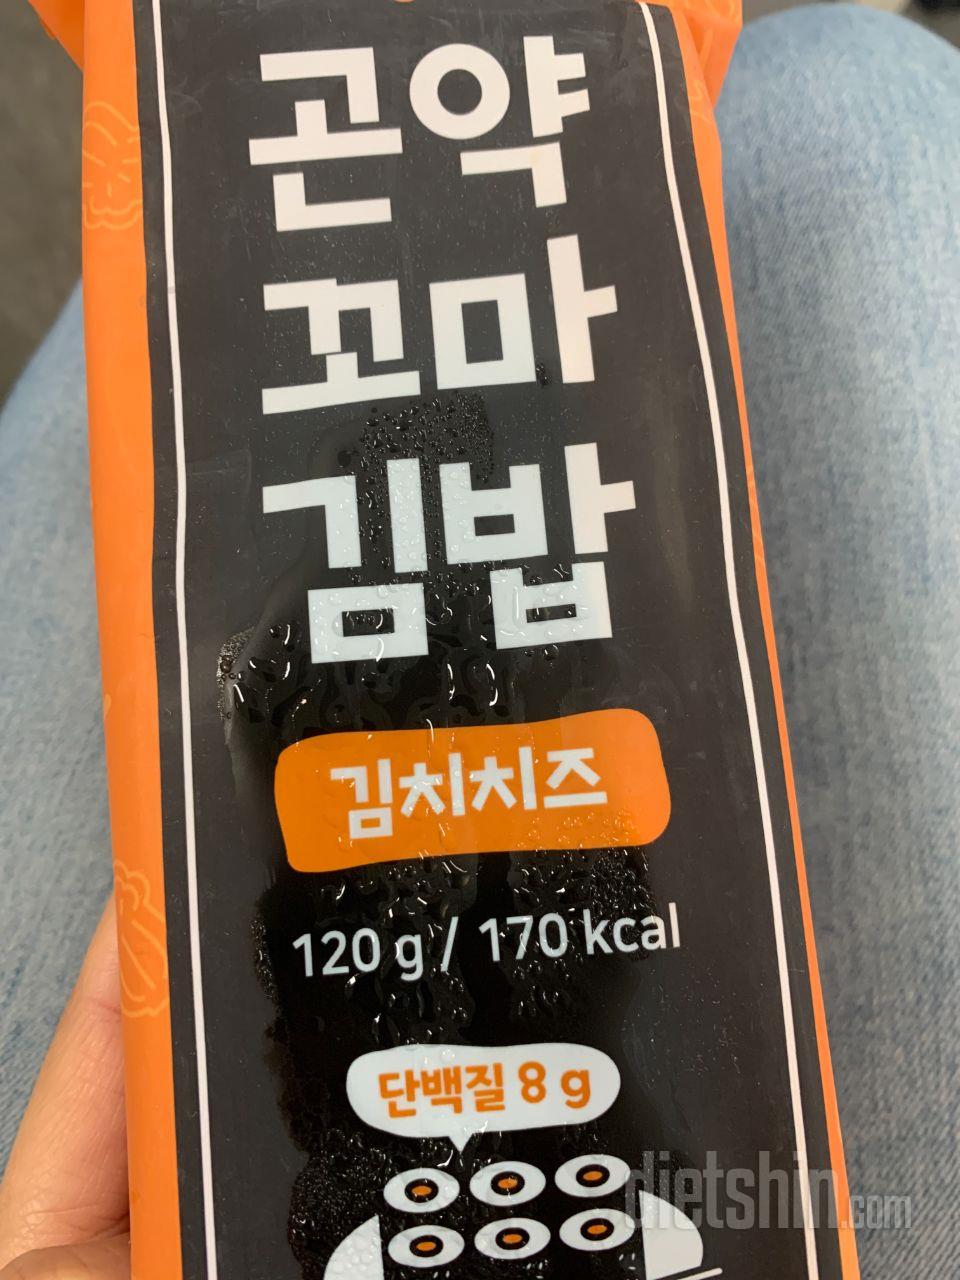 곤약
꼬마
김밥
김치치즈
120 g / 170 kcal
단백질 8 g
dietshin.com